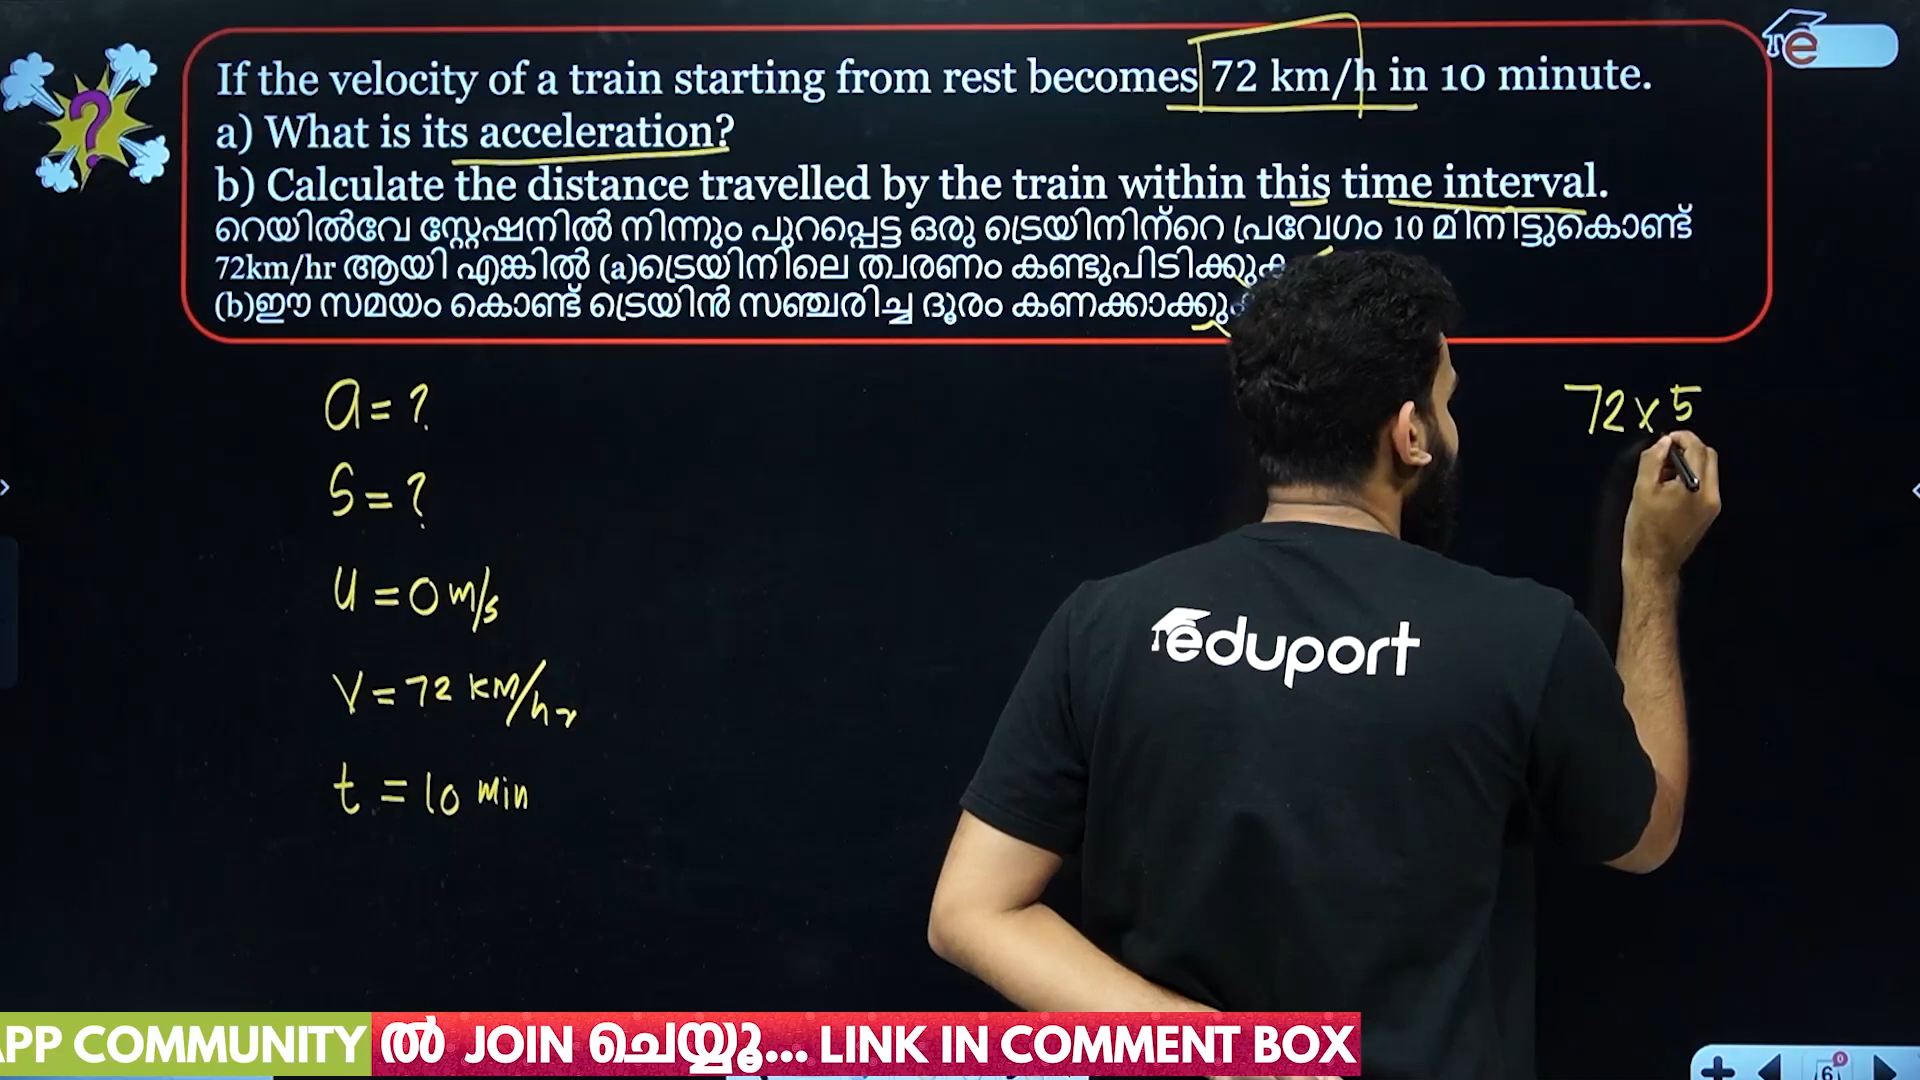 If the velocity of a train starting from rest becomes 72 km/h in 10 minute.
a) What is its acceleration?
b) Calculate the distance travelled by the train within this time interval.
റെയിൽവേ സ്റ്റേഷനിൽ നിന്നും പുറപ്പെട്ട ഒരു ട്രെയിനിന്റെ പ്രവേഗം 10 മിനിട്ടുകൊണ്ട്
72km/hr ആയി എങ്കിൽ (a)ട്രെയിനിലെ ത്വരണം കണ്ടുപിടിക്കുക
(b)ഈ സമയം കൊണ്ട് ട്രെയിൻ സഞ്ചരിച്ച ദൂരം കണക്കാക്കു
a = ?
S = ?
u = 0 m/s
V = 72 KM/hr
t = 10 min
72 x 5
eduport
APP COMMUNITY ൽ JOIN ചെയ്യൂ... LINK IN COMMENT BOX
6
0